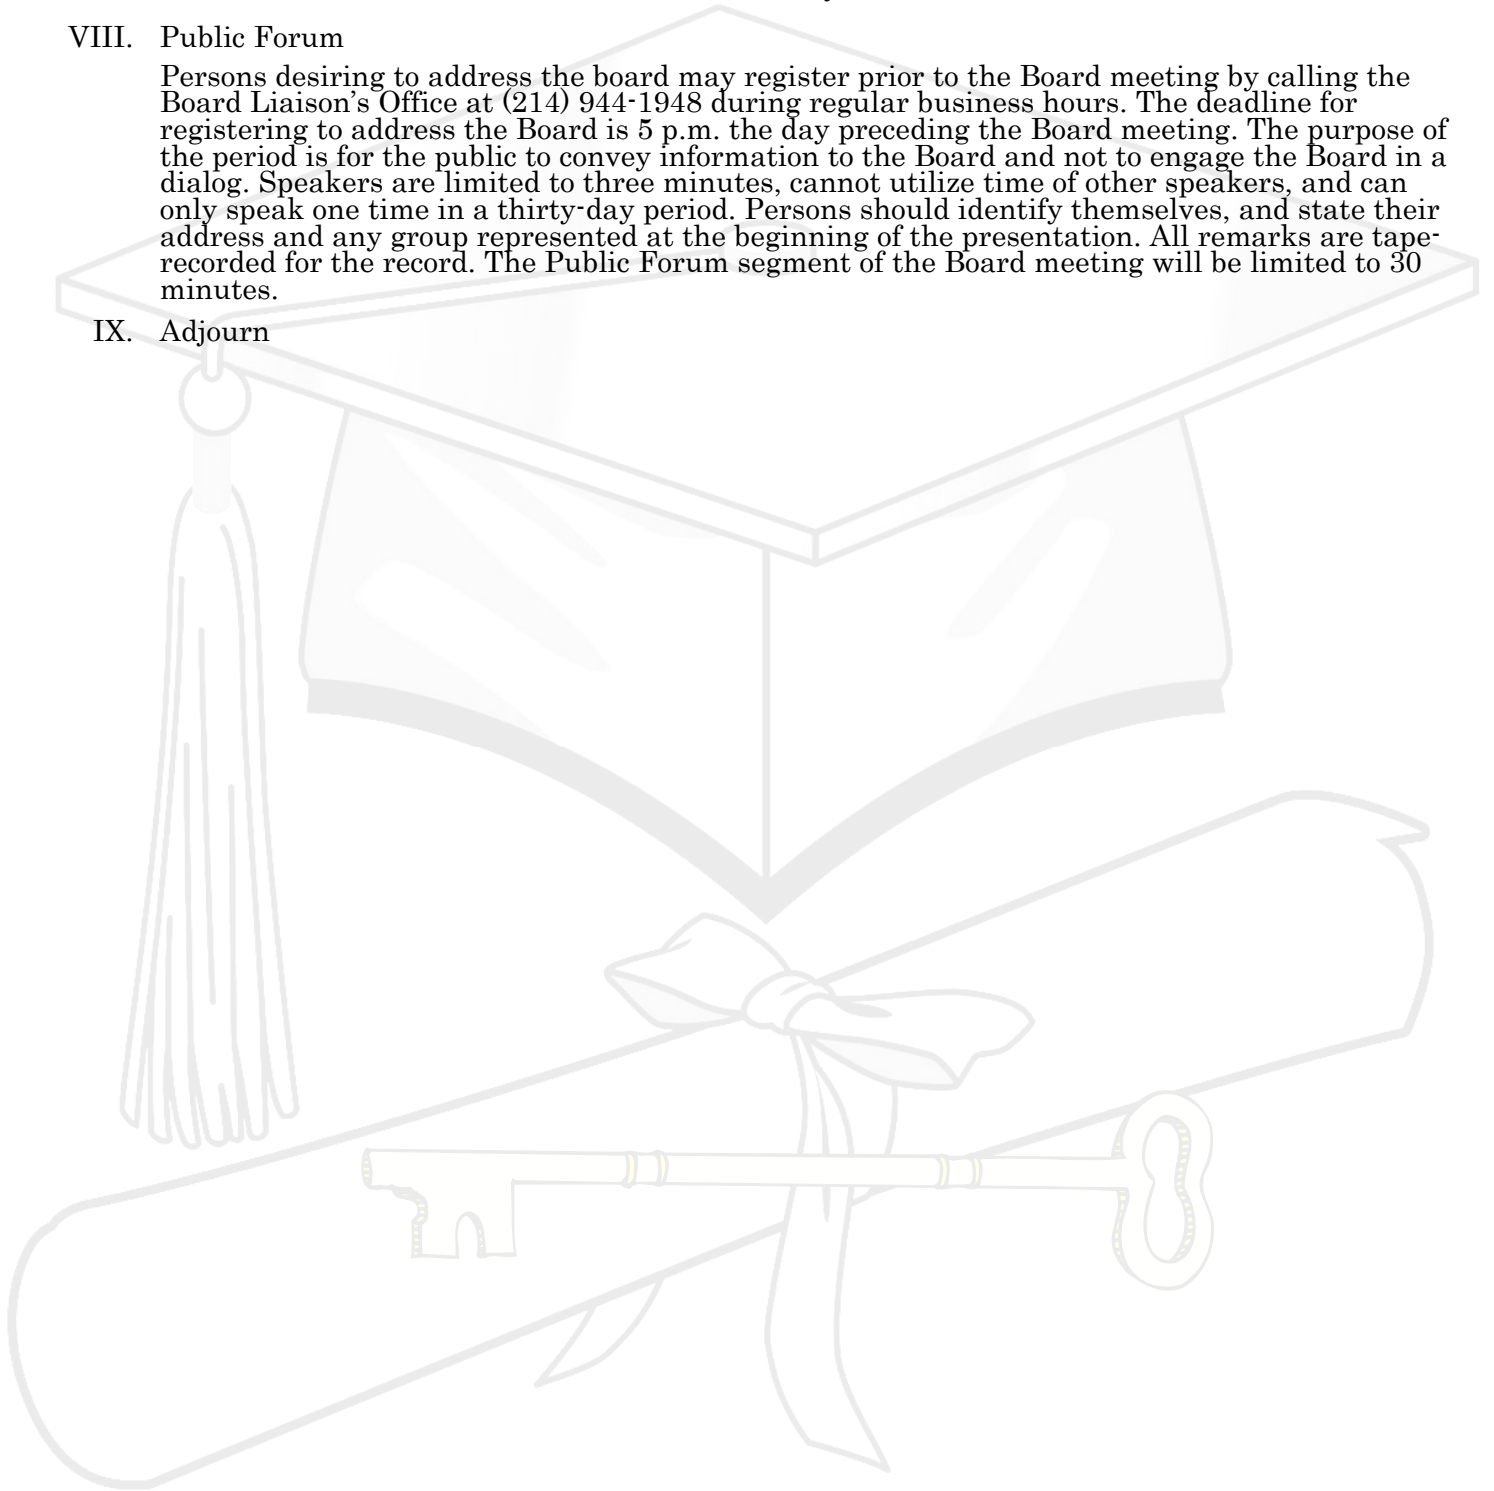 VIII. Public Forum
Persons desiring to address the board may register prior to the Board meeting by calling the
Board Liaison's Office at (214) 944-1948 during regular business hours. The deadline for
registering to address the Board is 5 p.m. the day preceding the Board meeting. The purpose of
the period is for the public to convey information to the Board and not to engage the Board in a
dialog. Speakers are limited to three minutes, cannot utilize time of other speakers, and can
only speak one time in a thirty-day period. Persons should identify themselves, and state their
address and any group represented at the beginning of the presentation. All remarks are tape-
recorded for the record. The Public Forum segment of the Board meeting will be limited to 30
minutes.
IX. Adjourn